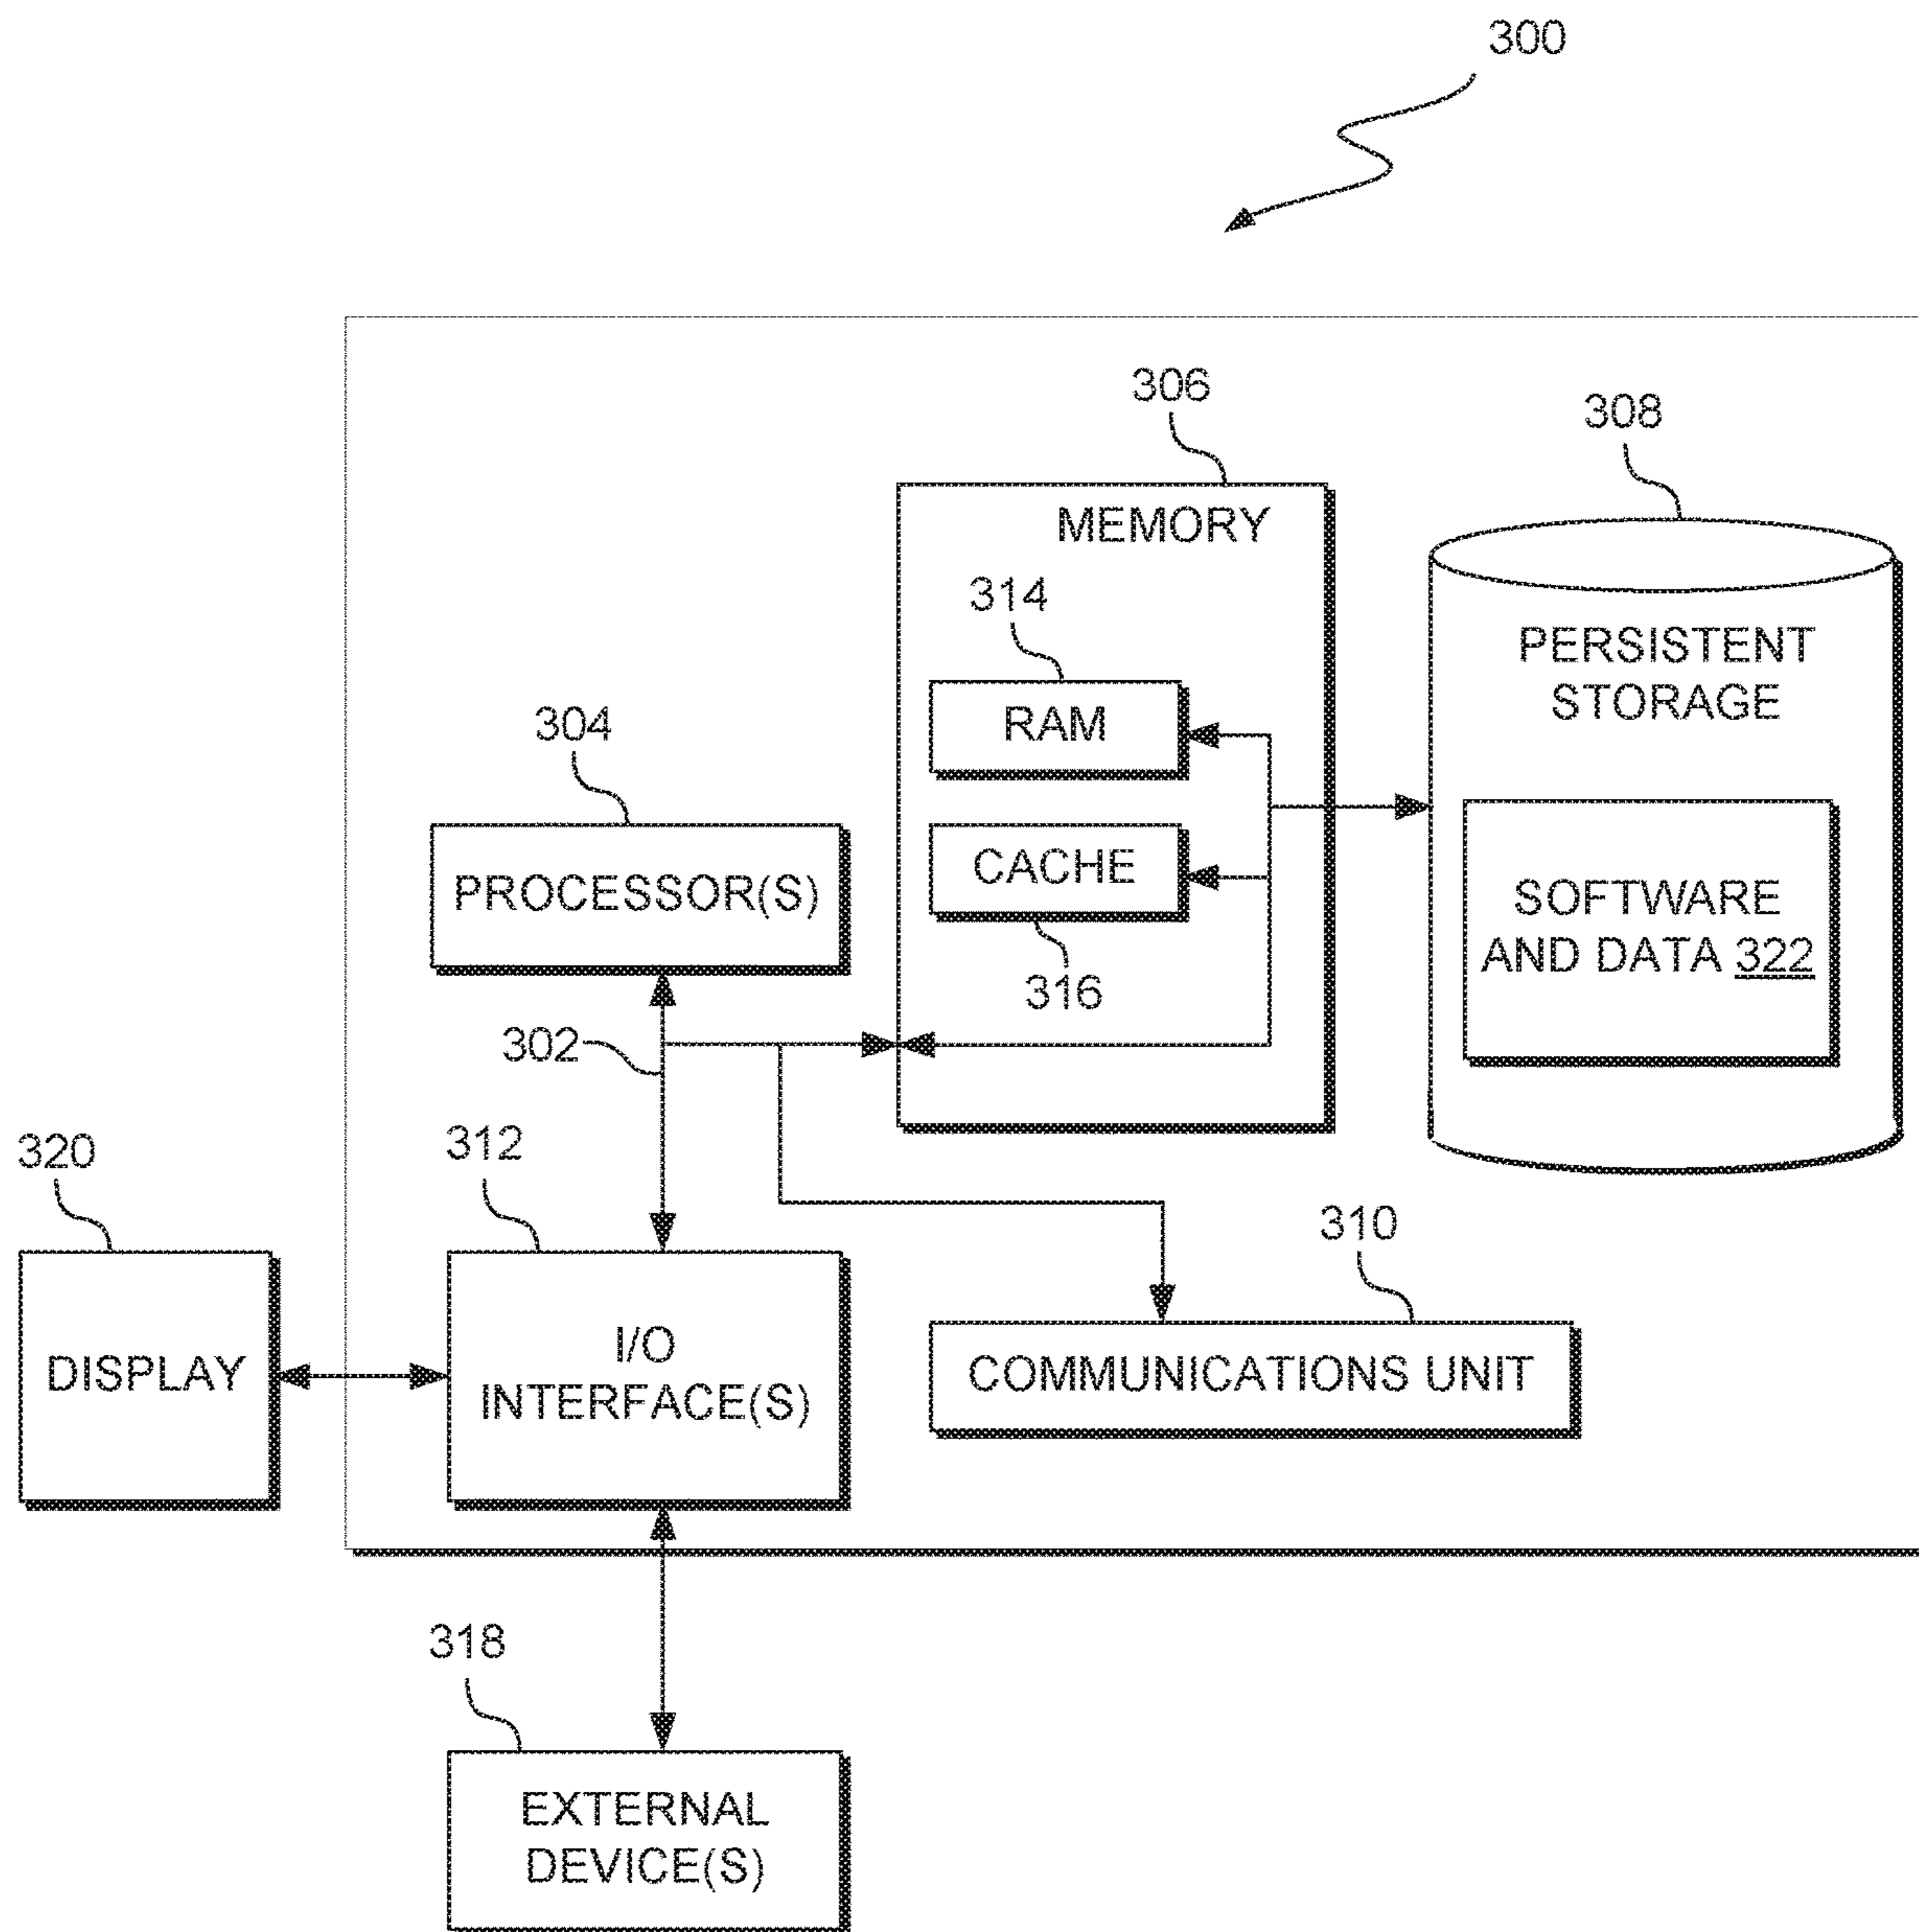 300
306
308
MEMORY
314
PERSISTENT
STORAGE
RAM
304
CACHE
PROCESSOR(S)
SOFTWARE
AND DATA 322
316
302
320
312
310
DISPLAY
I/O
INTERFACE(S)
COMMUNICATIONS UNIT
318
EXTERNAL
DEVICE(S)